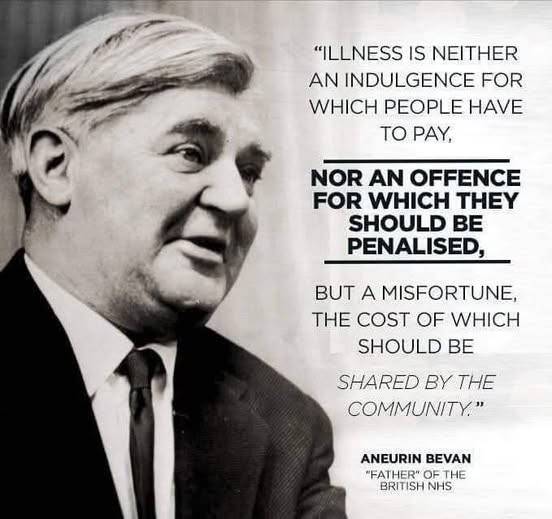 “ILLNESS IS NEITHER
AN INDULGENCE FOR
WHICH PEOPLE HAVE
TO PAY,
NOR AN OFFENCE
FOR WHICH THEY
SHOULD BE
PENALISED,
BUT A MISFORTUNE,
THE COST OF WHICH
SHOULD BE
SHARED BY THE
COMMUNITY.”
ANEURIN BEVAN
"FATHER" OF THE
BRITISH NHS